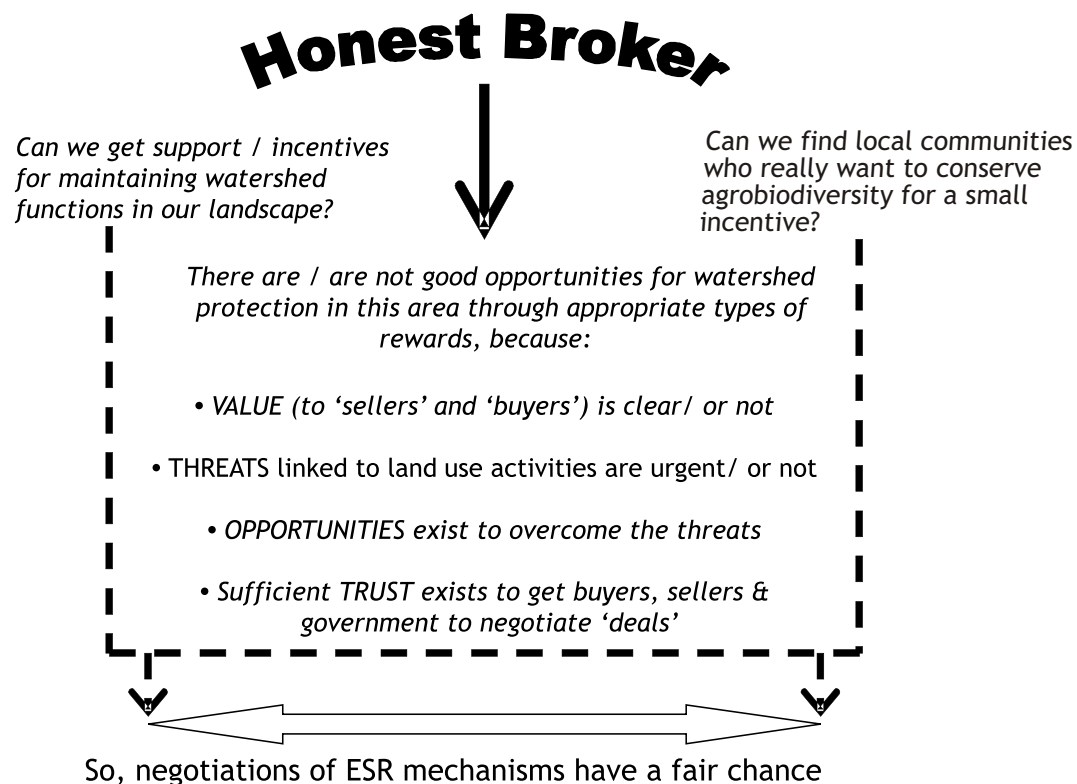 Honest Broker
Can we get support / incentives
for maintaining watershed
functions in our landscape?
Can we find local communities
who really want to conserve
agrobiodiversity for a small
incentive?
There are / are not good opportunities for watershed
protection in this area through appropriate types of
rewards, because:
• VALUE (to ‘sellers’ and ‘buyers’) is clear/ or not
• THREATS linked to land use activities are urgent/ or not
• OPPORTUNITIES exist to overcome the threats
• Sufficient TRUST exists to get buyers, sellers &
government to negotiate ‘deals’
So, negotiations of ESR mechanisms have a fair chance